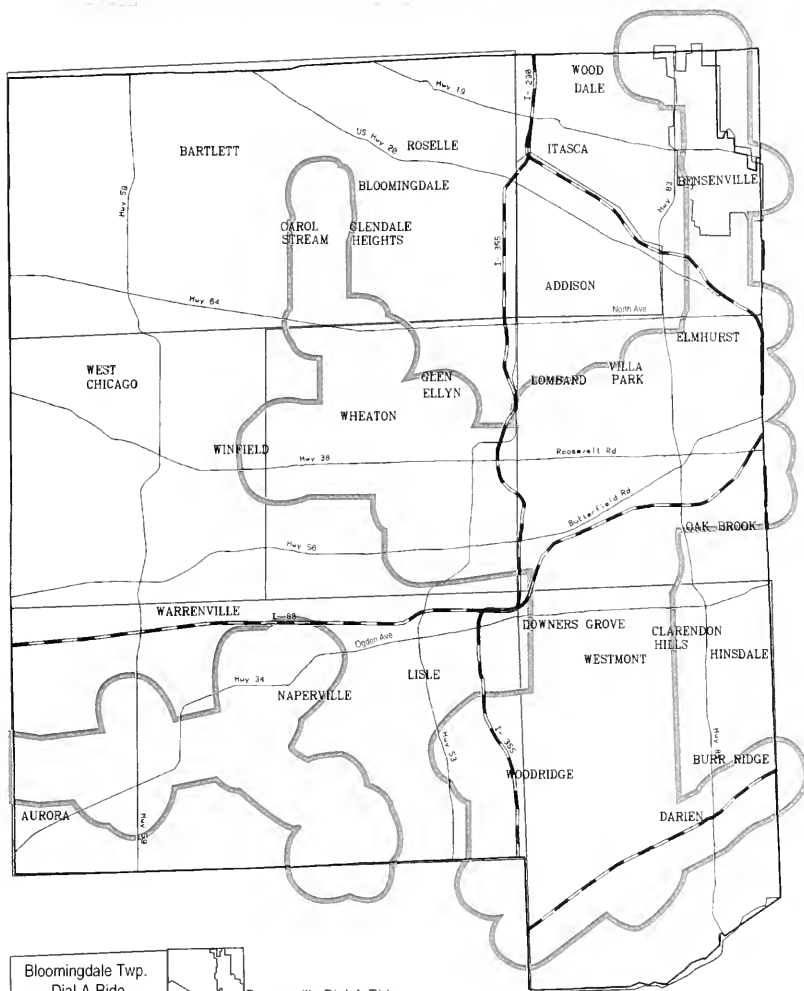 WOOD
DALE
I- 290
Hwy 19
US Hwy 20
ROSELLE
ITASCA
BARTLETT
BLOOMINGDALE
Hwy 59
Hwy 83
BENSENVILLE
CAROL
STREAM
GLENDALE
HEIGHTS
I- 355
ADDISON
Hwy 64
North Ave
ELMHURST
WEST
CHICAGO
GLEN
ELLYN
LOMBARD
VILLA
PARK
WHEATON
WINFIELD
Hwy 38
Roosevelt Rd
Butterfield Rd
Hwy 56
OAK BROOK
WARRENVILLE
I- 88
Ogden Ave
DOWNERS GROVE
CLARENDON
HILLS
WESTMONT
HINSDALE
LISLE
Hwy 34
NAPERVILLE
Hwy 53
I- 355
WOODRIDGE
BURR RIDGE
AURORA
Hwy 59
DARIEN
Bloomingdale Twp.